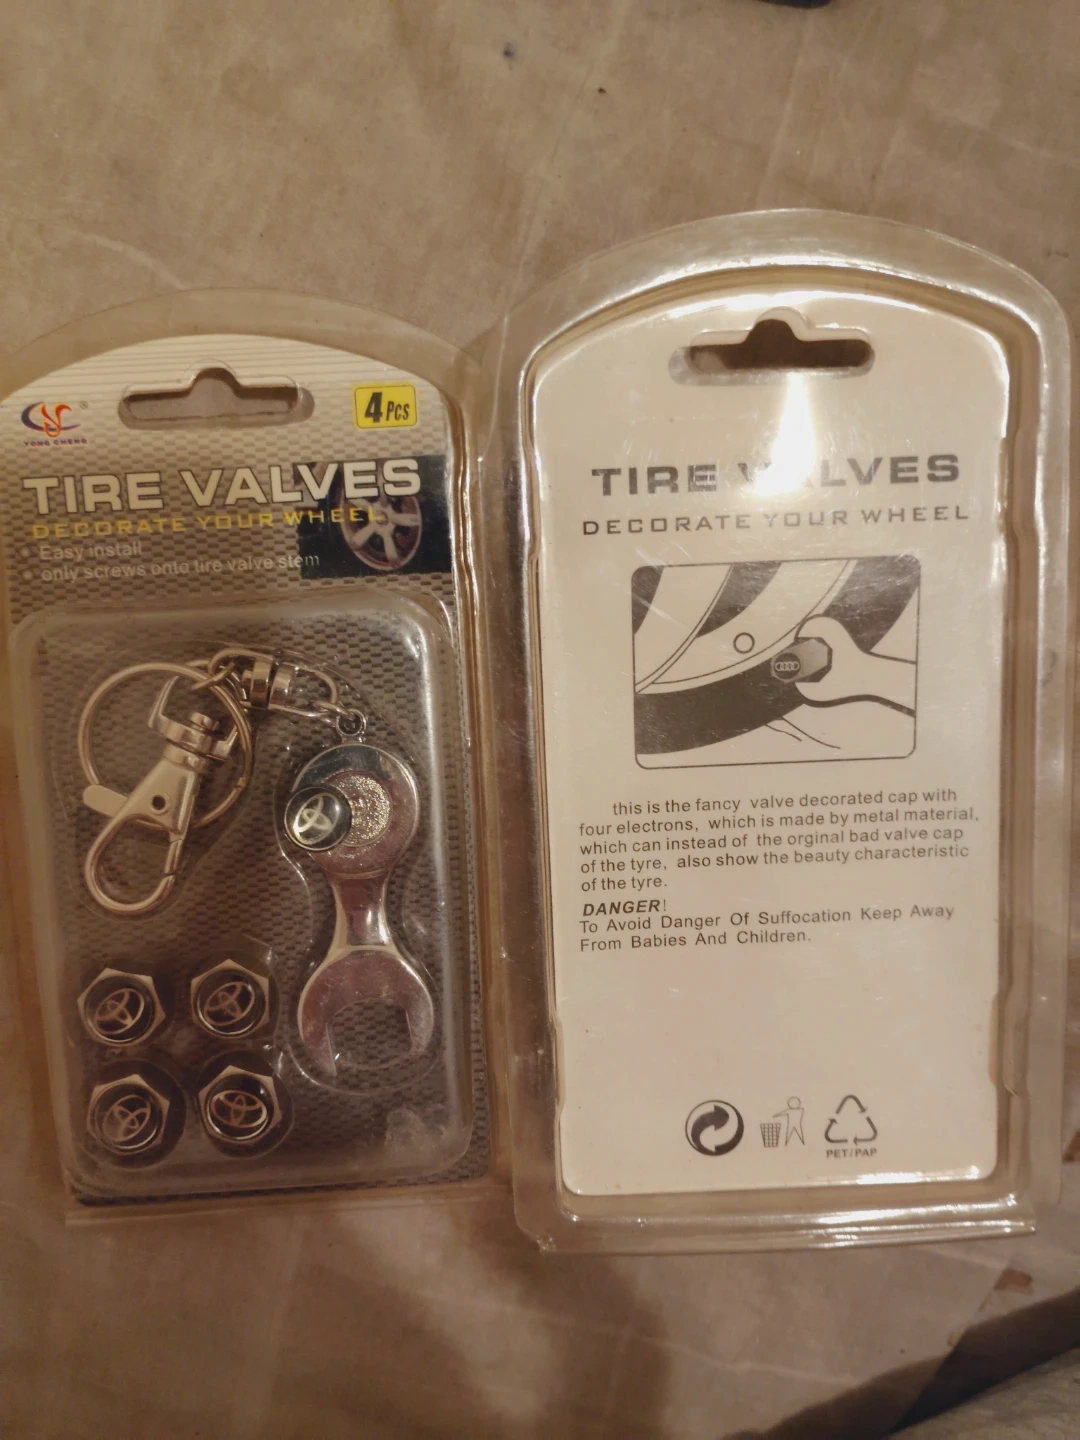 YONG CHENG
®
4 PCS
TIRE VALVES
DECORATE YOUR WHEEL
• Easy install
• only screws onto tire valve stem
TIRE VALVES
DECORATE YOUR WHEEL
this is the fancy valve decorated cap with
four electrons, which is made by metal material,
which can instead of the orginal bad valve cap
of the tyre, also show the beauty characteristic
of the tyre.
DANGER!
To Avoid Danger Of Suffocation Keep Away
From Babies And Children.
PET/PAP